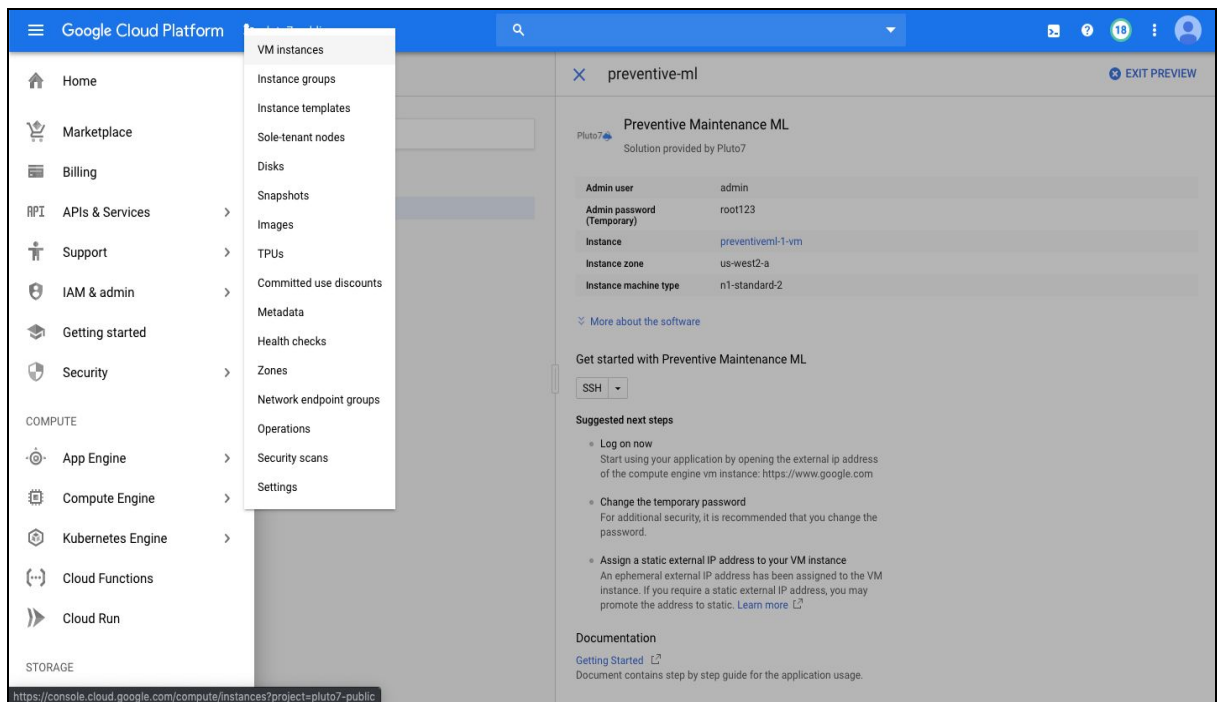 Google Cloud Platform
18
Home
Marketplace
Billing
API APIs & Services
Support
IAM & admin
Getting started
Security
COMPUTE
App Engine
Compute Engine
Kubernetes Engine
Cloud Functions
Cloud Run
STORAGE
https://console.cloud.google.com/compute/instances?project=pluto7-public
VM instances
Instance groups
Instance templates
Sole-tenant nodes
Disks
Snapshots
Images
TPUs
Committed use discounts
Metadata
Health checks
Zones
Network endpoint groups
Operations
Security scans
Settings
preventive-ml
EXIT PREVIEW
Pluto7
Preventive Maintenance ML
Solution provided by Pluto7
Admin user admin
Admin password root123
(Temporary)
Instance preventiveml-1-vm
Instance zone us-west2-a
Instance machine type n1-standard-2
More about the software
Get started with Preventive Maintenance ML
SSH
Suggested next steps
Log on now
Start using your application by opening the external ip address
of the compute engine vm instance: https://www.google.com
Change the temporary password
For additional security, it is recommended that you change the
password.
Assign a static external IP address to your VM instance
An ephemeral external IP address has been assigned to the VM
instance. If you require a static external IP address, you may
promote the address to static. Learn more
Documentation
Getting Started
Document contains step by step guide for the application usage.